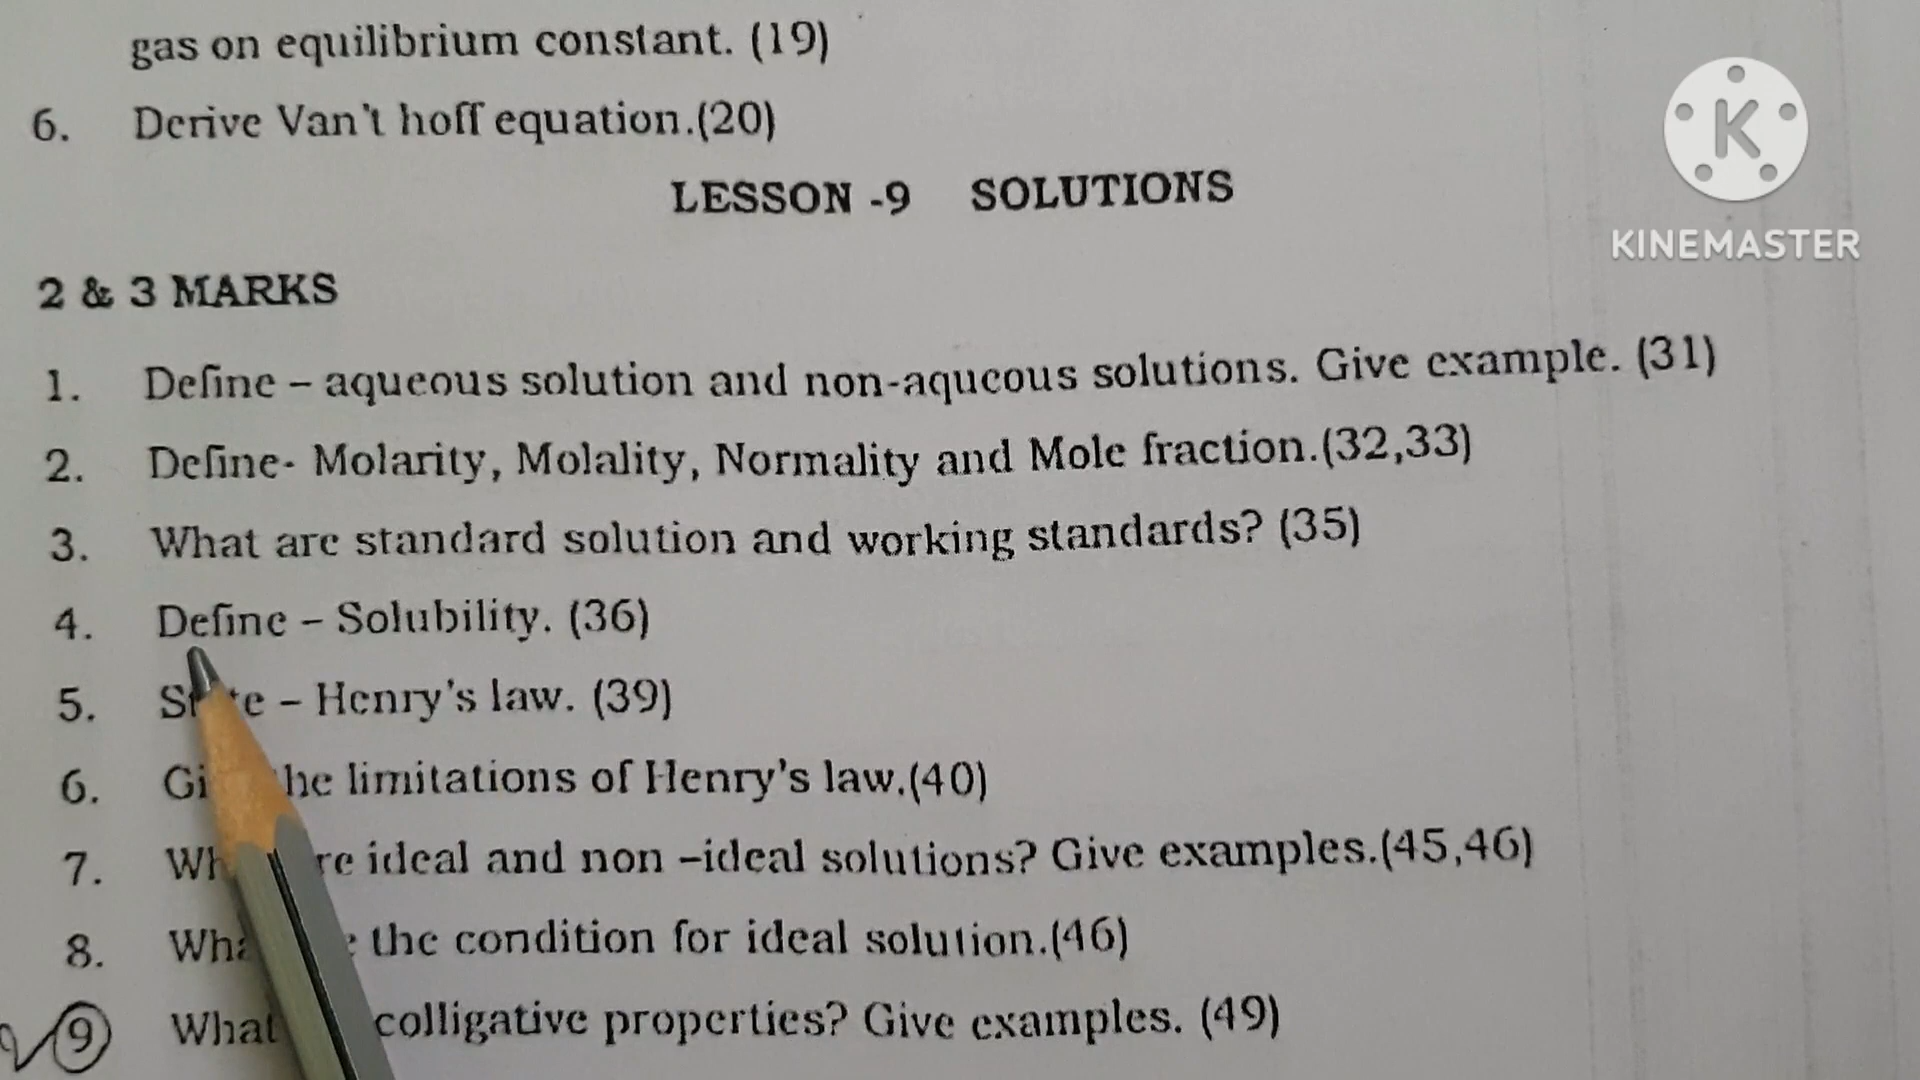 gas on equilibrium constant. (19)
6. Derive Van't hoff equation.(20)
K
KINEMASTER
LESSON -9 SOLUTIONS
2 & 3 MARKS
1. Define – aqueous solution and non-aqueous solutions. Give example. (31)
2. Define- Molarity, Molality, Normality and Mole fraction.(32,33)
3. What are standard solution and working standards? (35)
4. Define – Solubility. (36)
5. – Henry's law. (39)
6. limitations of Henry's law.(40)
7. ideal and non –ideal solutions? Give examples.(45,46)
8. the condition for ideal solution.(46)
9 What colligative properties? Give examples. (49)